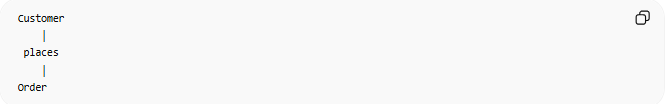 Customer
|
places
|
Order